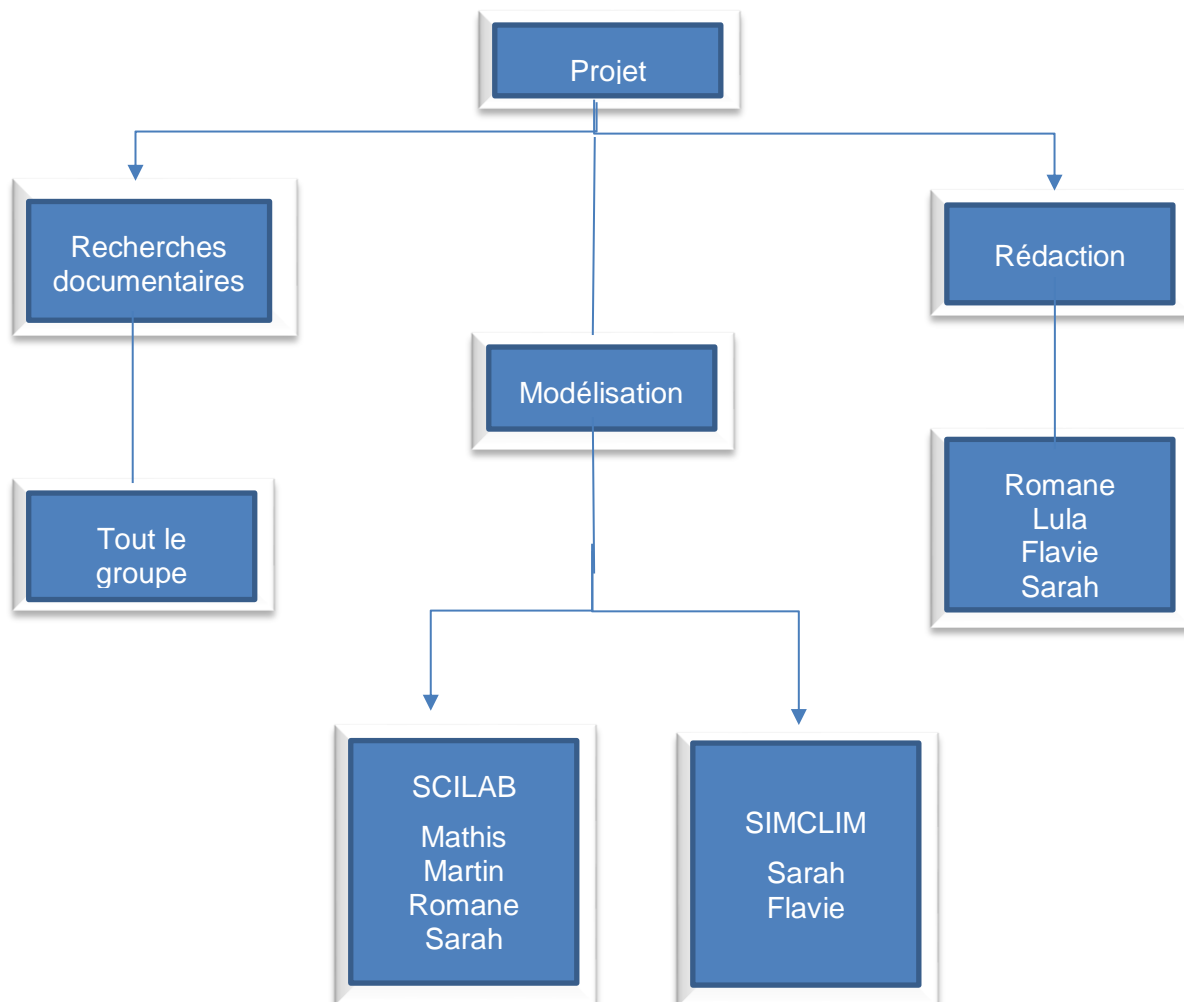 Projet
Recherches
documentaires
Rédaction
Modélisation
Tout le
groupe
Romane
Lula
Flavie
Sarah
SCILAB
Mathis
Martin
Romane
Sarah
SIMCLIM
Sarah
Flavie